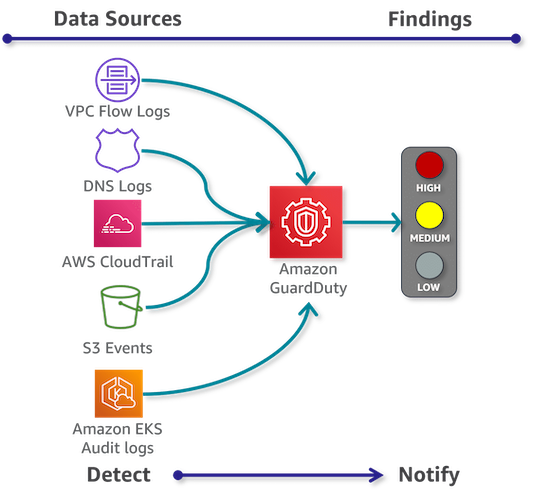 Data Sources
Findings
VPC Flow Logs
DNS Logs
AWS CloudTrail
S3 Events
Amazon EKS
Audit logs
Amazon
GuardDuty
HIGH
MEDIUM
LOW
Detect
Notify